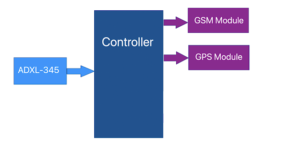 GSM Module
Controller
GPS Module
ADXL-345